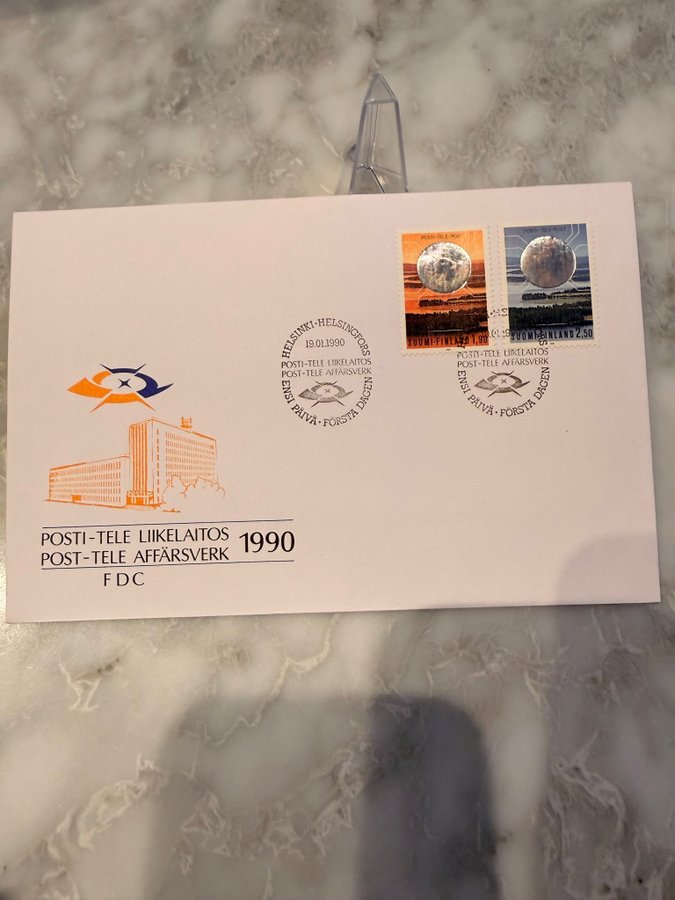 POSTI-TELE-POST
SUOMI-FINLAND 1,90
POSTI-TELE-POST
SUOMI-FINLAND 2,50
HELSINKI·HELSINGFORS
19.01.1990
POSTI-TELE LIIKELAITOS
POST-TELE AFFÄRSVERK
ENSI PÄIVÄ·FÖRSTA DAGEN
POSTI-TELE LIIKELAITOS
POST-TELE AFFÄRSVERK
ENSI PÄIVÄ·FÖRSTA DAGEN
POSTI-TELE LIIKELAITOS
POST-TELE AFFÄRSVERK 1990
FDC